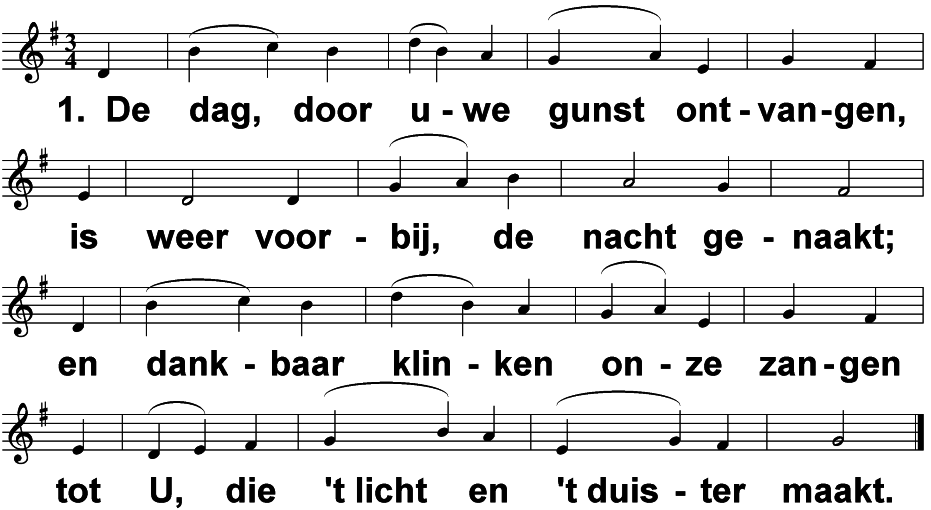 1. De dag, door u - we gunst ont - van - gen,
is weer voor - bij, de nacht ge - naakt;
en dank - baar klin - ken on - ze zan - gen
tot U, die 't licht en 't duis - ter maakt.